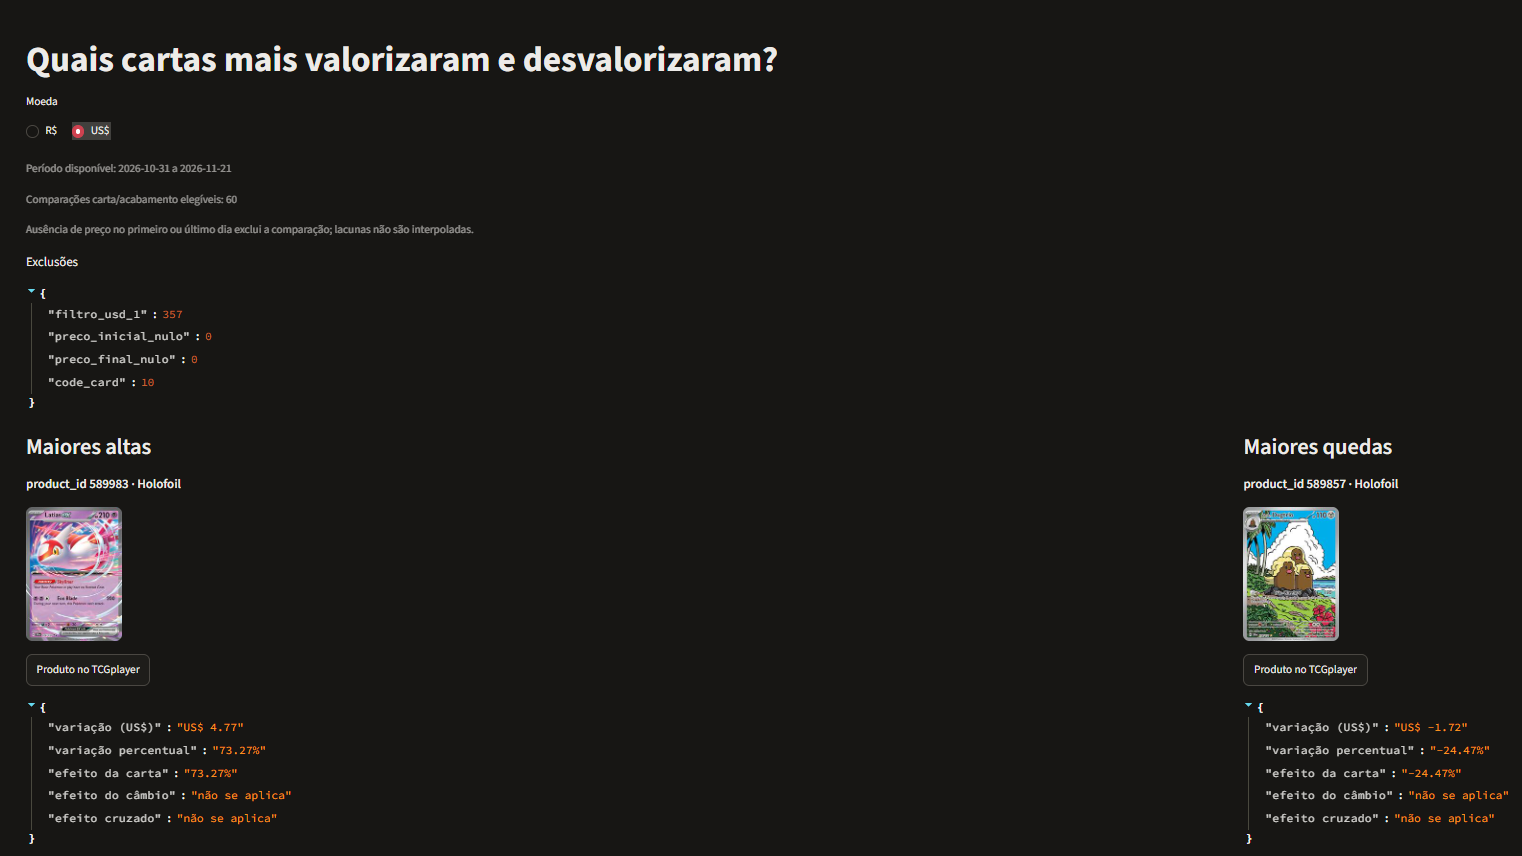 Quais cartas mais valorizaram e desvalorizaram?
Moeda
R$ US$
Período disponível: 2026-10-31 a 2026-11-21
Comparações carta/acabamento elegíveis: 60
Ausência de preço no primeiro ou último dia exclui a comparação; lacunas não são interpoladas.
Exclusões
{
"filtro_usd_1" : 357
"preco_inicial_nulo" : 0
"preco_final_nulo" : 0
"code_card" : 10
}
Maiores altas
product_id 589983 · Holofoil
Latias
210
Produto no TCGplayer
{
"variação (US$)" : "US$ 4.77"
"variação percentual" : "73.27%"
"efeito da carta" : "73.27%"
"efeito do câmbio" : "não se aplica"
"efeito cruzado" : "não se aplica"
}
Maiores quedas
product_id 589857 · Holofoil
Produto no TCGplayer
{
"variação (US$)" : "US$ -1.72"
"variação percentual" : "-24.47%"
"efeito da carta" : "-24.47%"
"efeito do câmbio" : "não se aplica"
"efeito cruzado" : "não se aplica"
}